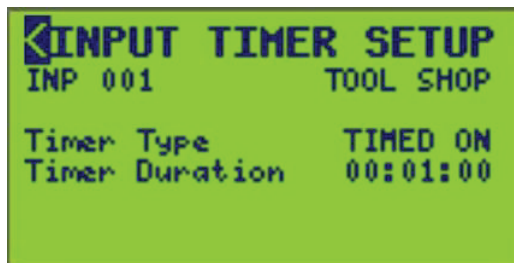 <INPUT TIMER SETUP
INP 001 TOOL SHOP
Timer Type TIMED ON
Timer Duration 00:01:00